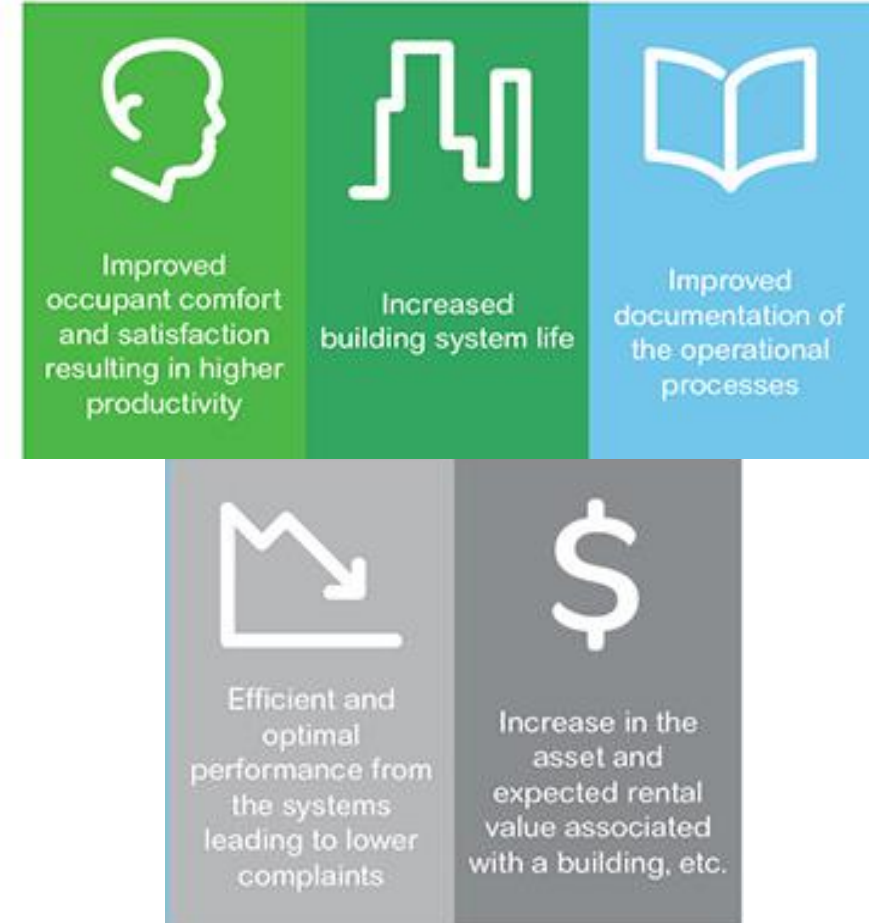 Improved
occupant comfort
and satisfaction
resulting in higher
productivity
Increased
building system life
Improved
documentation of
the operational
processes
Efficient and
optimal
performance from
the systems
leading to lower
complaints
$
Increase in the
asset and
expected rental
value associated
with a building, etc.